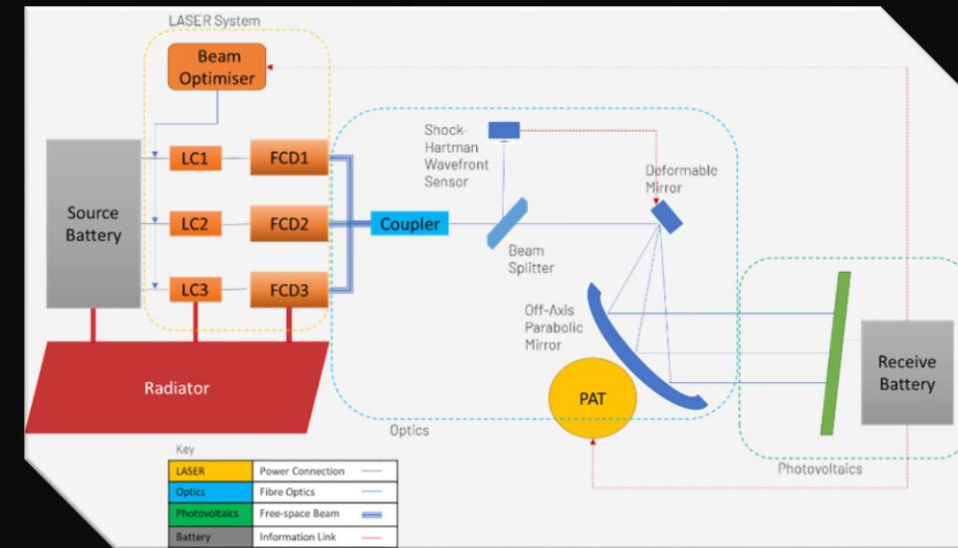 LASER System
Beam
Optimiser
Source
Battery
LC1
FCD1
LC2
FCD2
LC3
FCD3
Coupler
Shock-
Hartman
Wavefront
Sensor
Beam
Splitter
Deformable
Mirror
Off-Axis
Parabolic
Mirror
PAT
Receive
Battery
Radiator
Optics
Photovoltaics
Key
LASER Power Connection
Optics Fibre Optics
Photovoltaics Free-space Beam
Battery Information Link